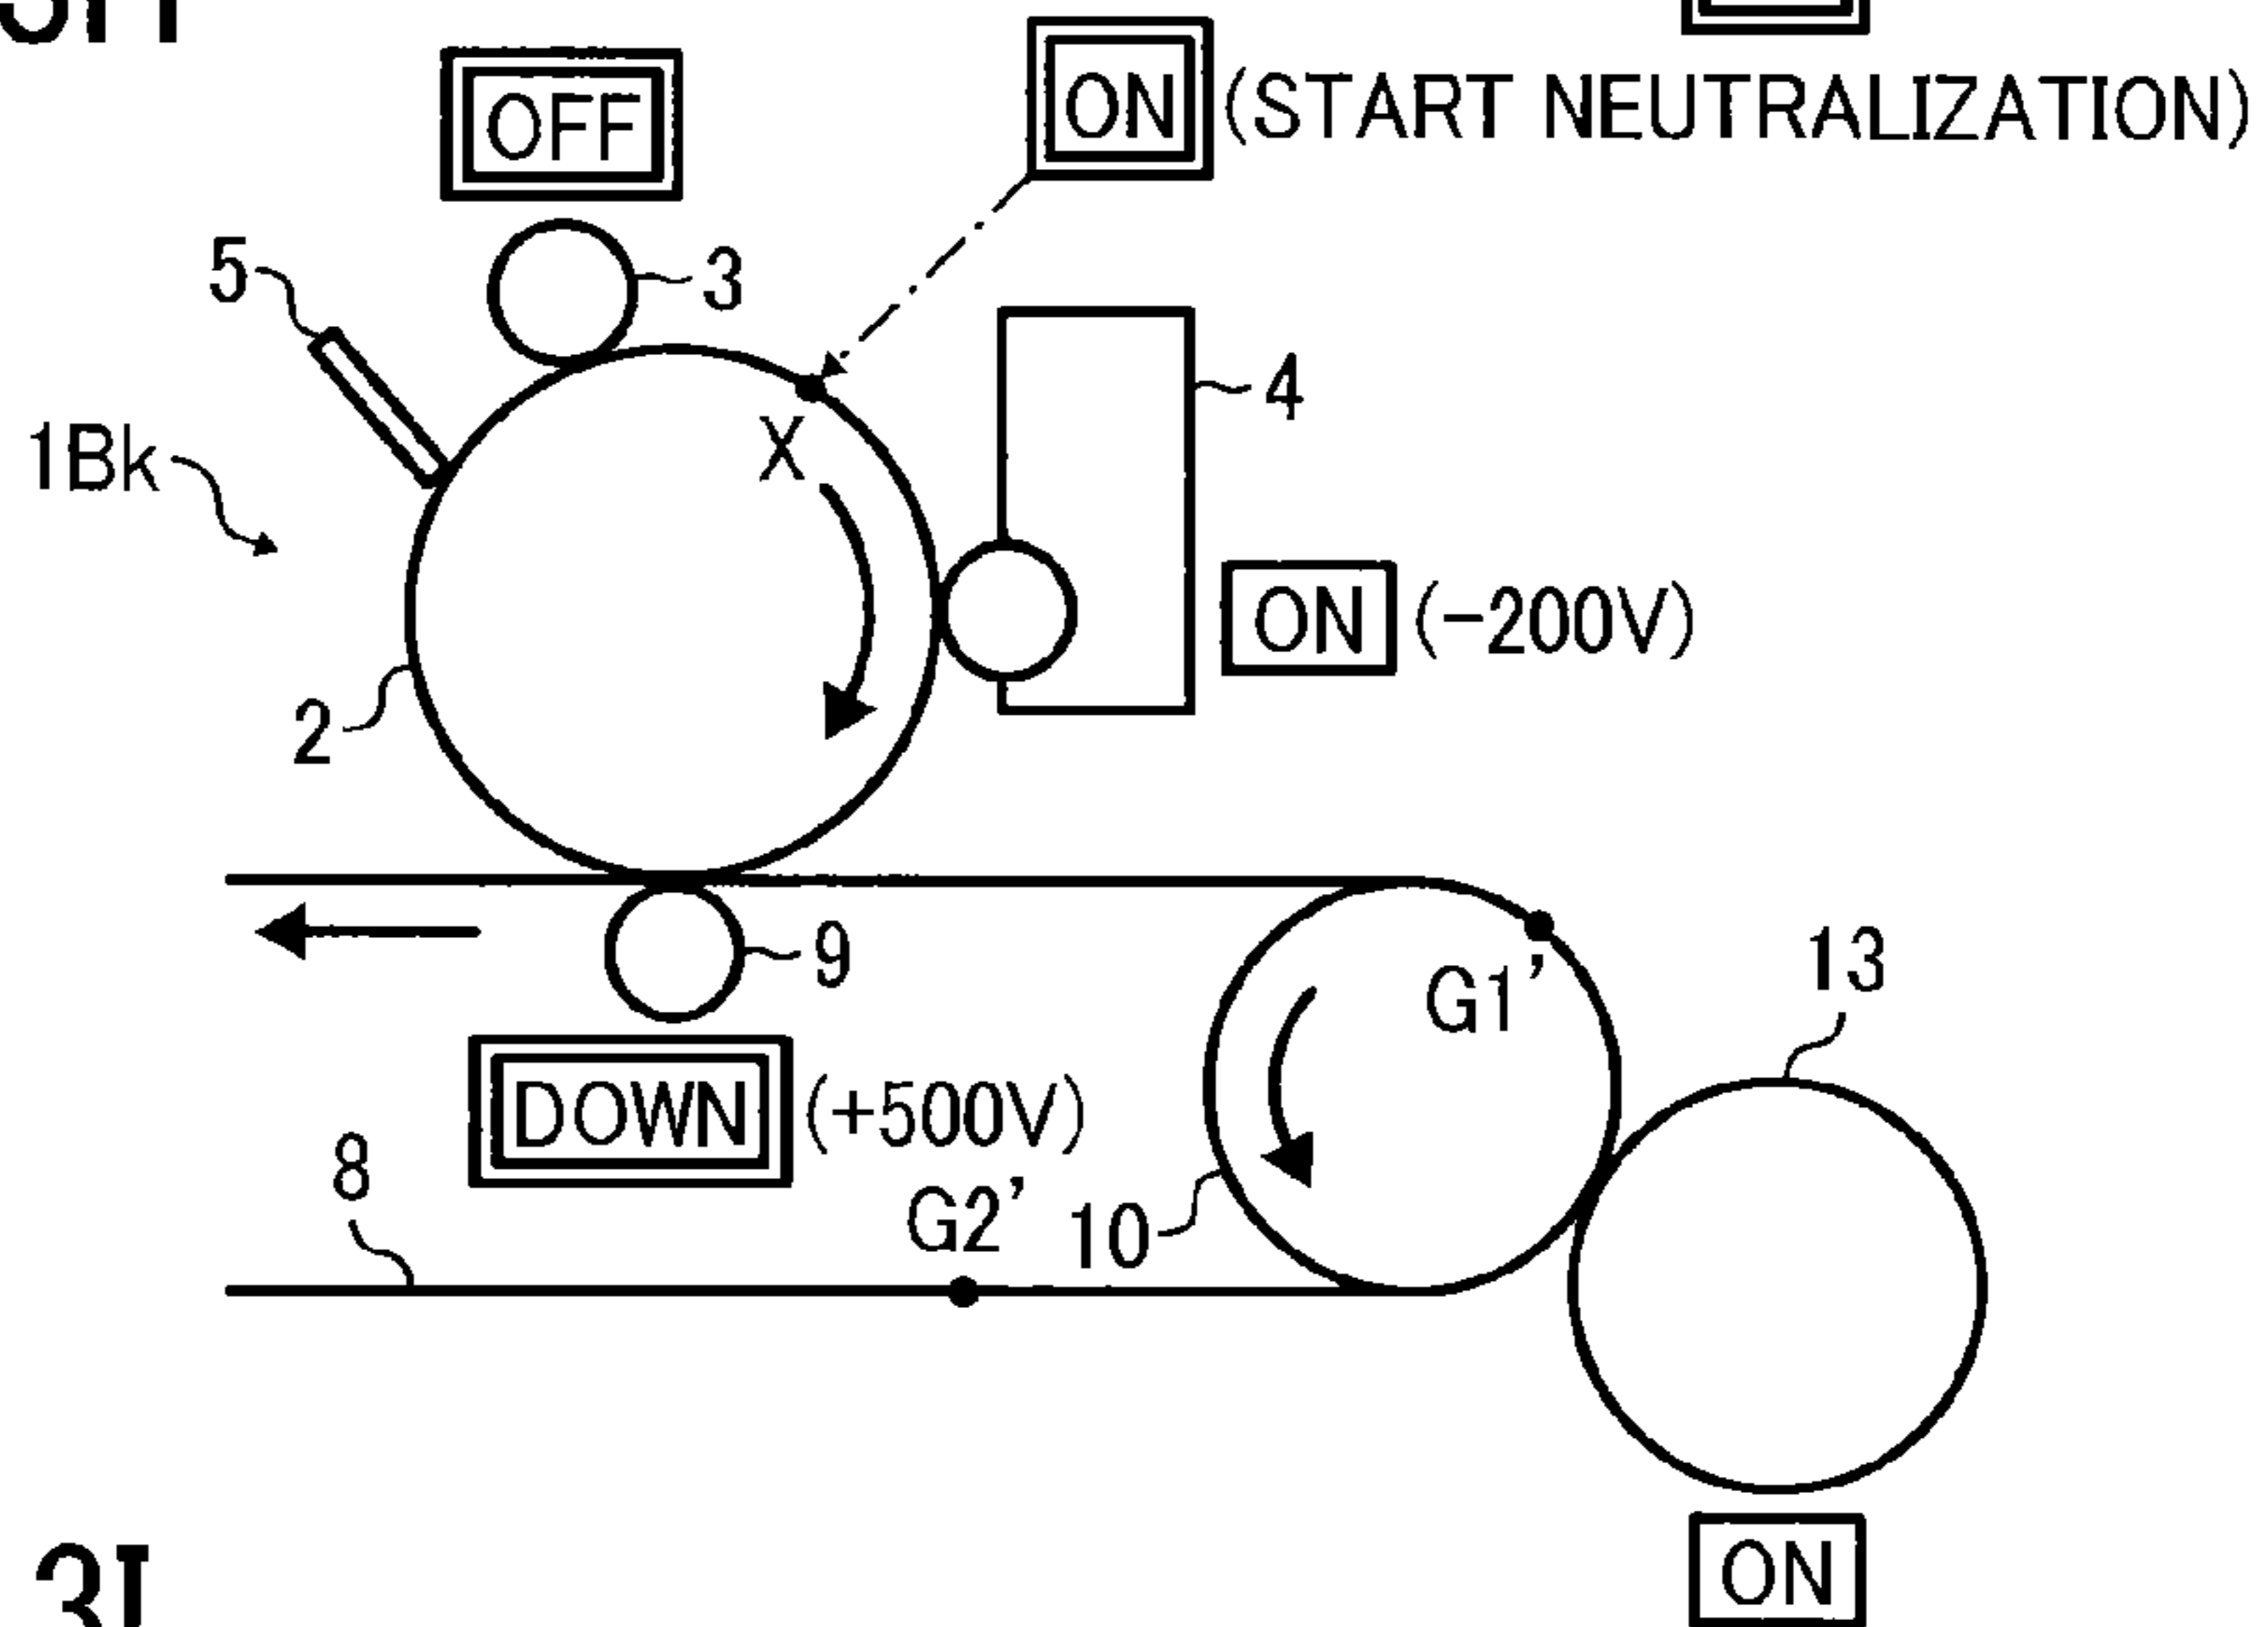 OFF
ON (START NEUTRALIZATION)
5
3
4
X
1Bk
ON (-200V)
2
9
13
G1'
DOWN (+500V)
8
G2'
10
ON